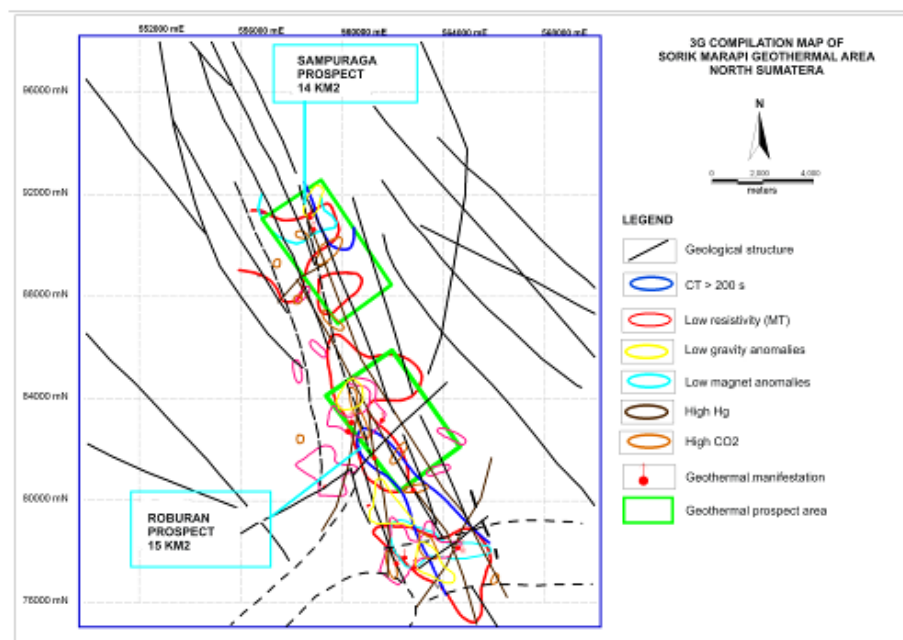 552000 mE 556000 mE 560000 mE 564000 mE 568000 mE
3G COMPILATION MAP OF
SORIK MARAPI GEOTHERMAL AREA
NORTH SUMATERA
SAMPURAGA
PROSPECT
14 KM2
96000 mN
N
92000 mN
0 2,000 4,000
meters
LEGEND
Geological structure
CT > 200 s
88000 mN
Low resistivity (MT)
Low gravity anomalies
Low magnet anomalies
84000 mN
High Hg
High CO2
Geothermal manifestation
80000 mN
Geothermal prospect area
ROBURAN
PROSPECT
15 KM2
76000 mN